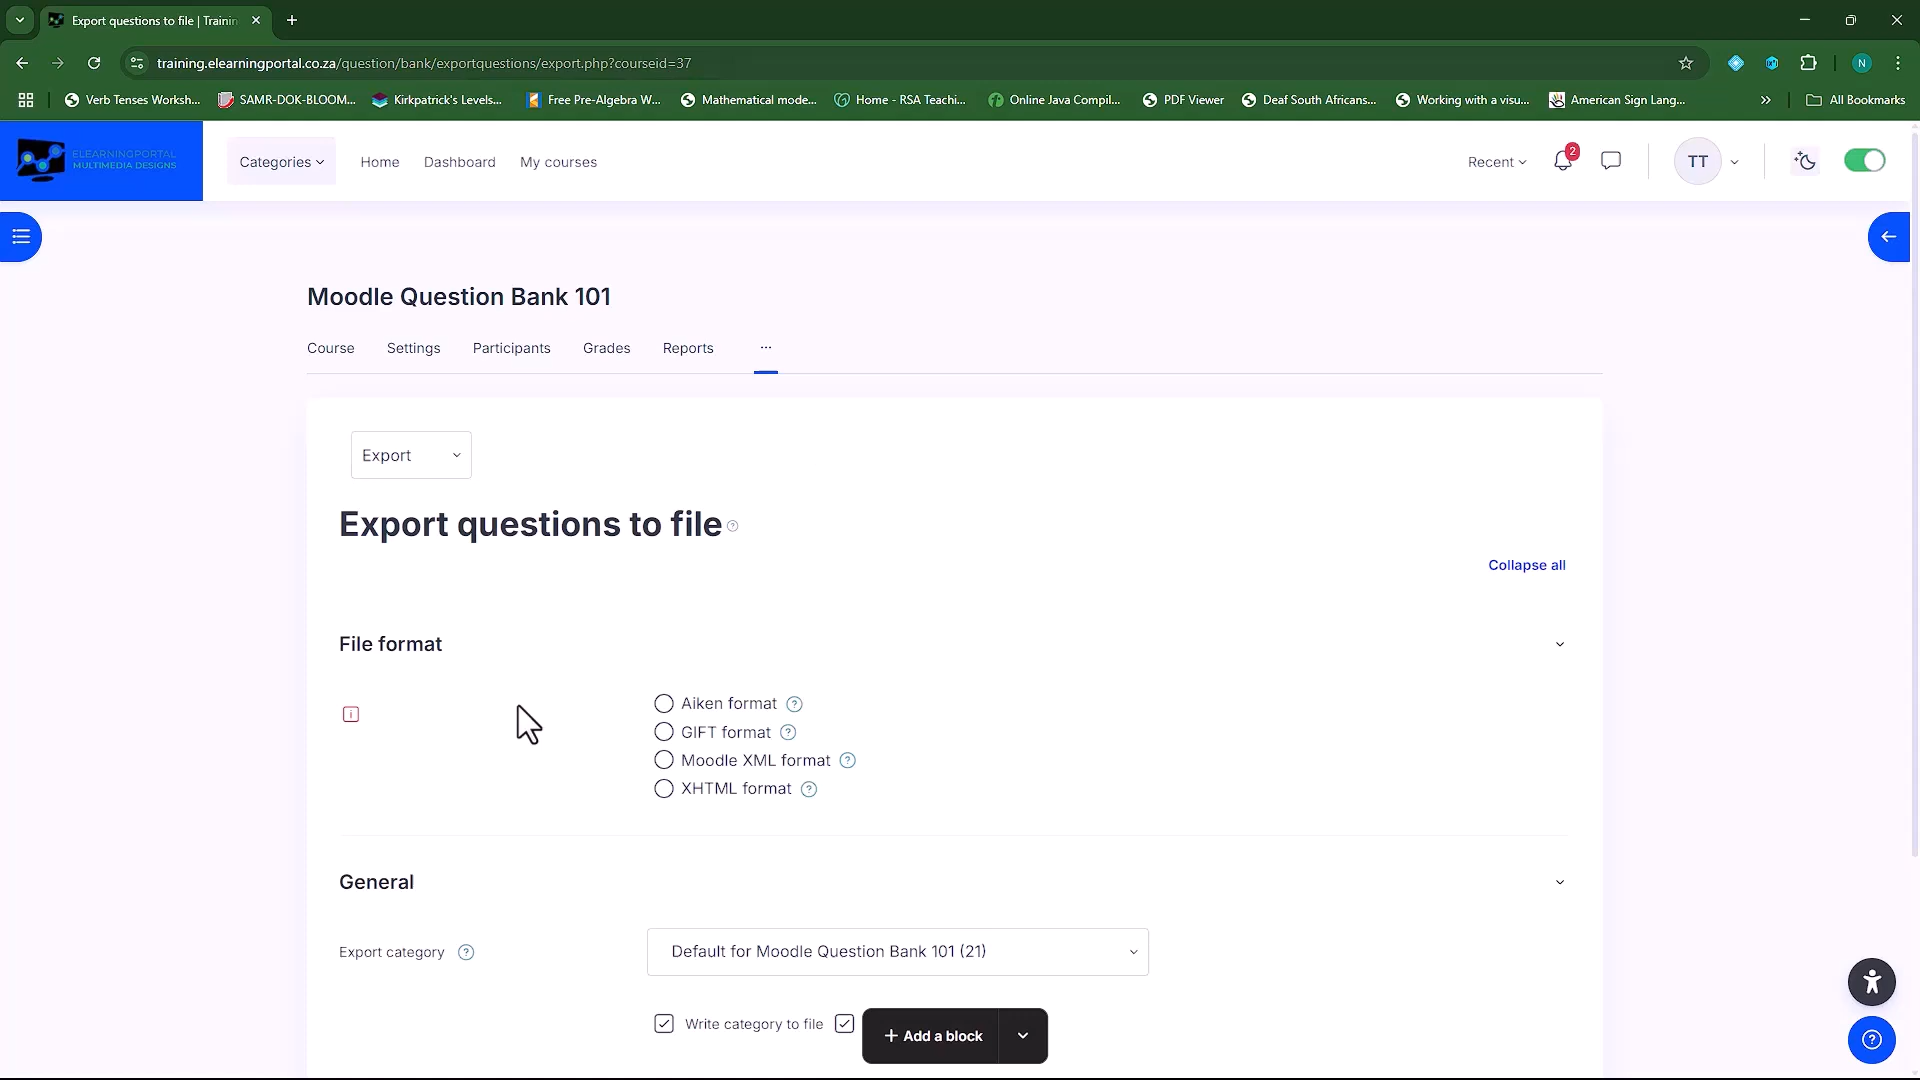 Export questions to file | Trainin
training.elearningportal.co.za/question/bank/exportquestions/export.php?courseid=37
N
Verb Tenses Worksh...
SAMR-DOK-BLOOM...
Kirkpatrick's Levels...
Free Pre-Algebra W...
Mathematical mode...
Home - RSA Teachi...
Online Java Compil...
PDF Viewer
Deaf South Africans...
Working with a visu...
American Sign Lang...
All Bookmarks
ELEARNINGPORTAL
MULTIMEDIA DESIGNS
Categories
Home
Dashboard
My courses
Recent
2
TT
Moodle Question Bank 101
Course
Settings
Participants
Grades
Reports
...
Export
Export questions to file
Collapse all
File format
Aiken format
GIFT format
Moodle XML format
XHTML format
General
Export category
Default for Moodle Question Bank 101 (21)
Write category to file
+ Add a block